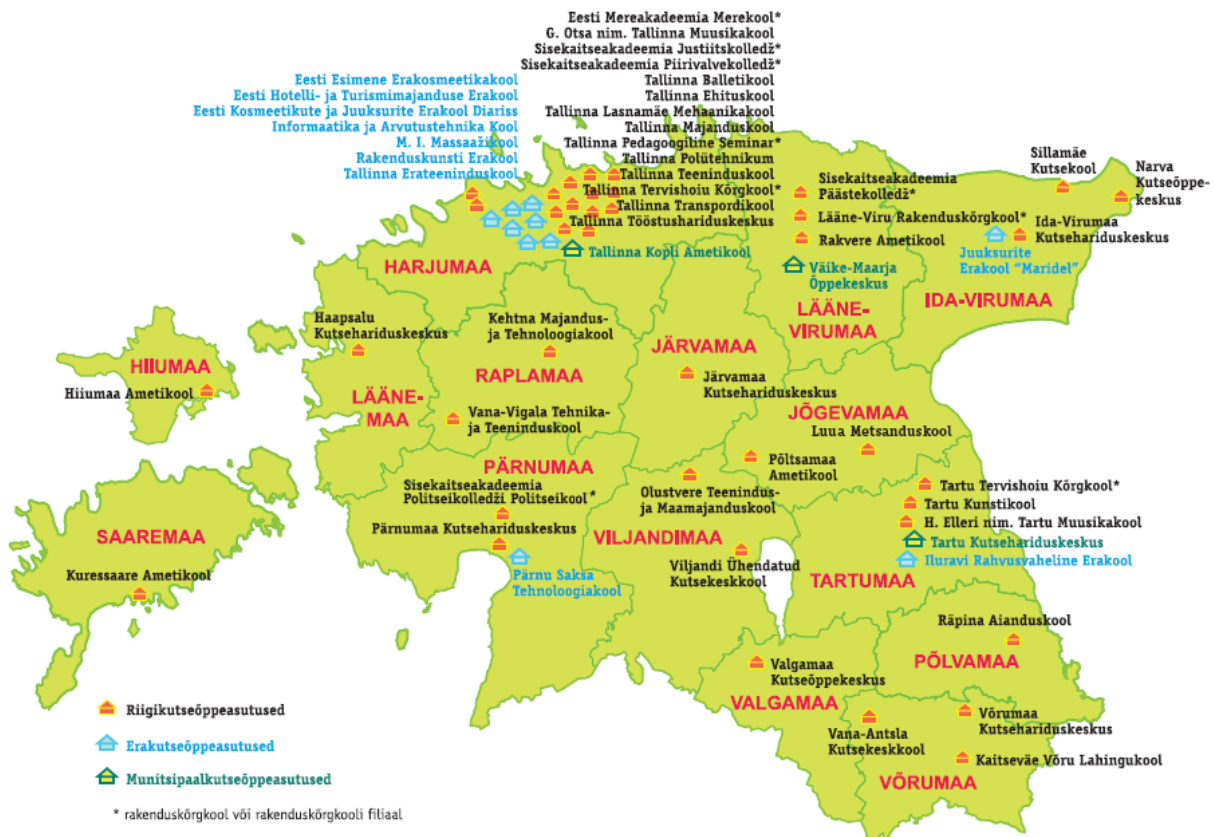 Eesti Mereakadeemia Merekool*
G. Otsa nim. Tallinna Muusikakool
Sisekaitseakadeemia Justiitskolledž*
Sisekaitseakadeemia Piirivalvekolledž*
Tallinna Balletikool
Tallinna Ehituskool
Tallinna Lasnamäe Mehaanikakool
Tallinna Majanduskool
Tallinna Pedagoogiline Seminar*
Tallinna Polütehnikum
Tallinna Teeninduskool
Tallinna Tervishoiu Kõrgkool*
Tallinna Transpordikool
Tallinna Tööstushariduskeskus
Eesti Esimene Erakosmeetikakool
Eesti Hotelli- ja Turismimajanduse Erakool
Eesti Kosmeetikute ja Juuksurite Erakool Diariss
Informaatika ja Arvutustehnika Kool
M. I. Massaažikool
Rakenduskunsti Erakool
Tallinna Erateeninduskool
Tallinna Kopli Ametikool
HARJUMAA
Sisekaitseakadeemia
Päästekolledž*
Lääne-Viru Rakenduskõrgkool*
Rakvere Ametikool
Väike-Maarja
Õppekeskus
LÄÄNE-
VIRUMAA
Sillamäe
Kutsekool
Narva
Kutseõppe-
keskus
Ida-Virumaa
Kutsehariduskeskus
Juuksurite
Erakool "Maridel"
IDA-VIRUMAA
Haapsalu
Kutsehariduskeskus
LÄÄNE-
MAA
Kehtna Majandus-
ja Tehnoloogiakool
RAPLAMAA
Vana-Vigala Tehnika-
ja Teeninduskool
JÄRVAMAA
Järvamaa
Kutsehariduskeskus
HIIUMAA
Hiiumaa Ametikool
JÕGEVAMAA
Luua Metsanduskool
Põltsamaa
Ametikool
PÄRNUMAA
Sisekaitseakadeemia
Politseikolledži Politseikool*
Pärnumaa Kutsehariduskeskus
Pärnu Saksa
Tehnoloogiakool
Olustvere Teenindus-
ja Maamajanduskool
VILJANDIMAA
Viljandi Ühendatud
Kutsekeskkool
Tartu Tervishoiu Kõrgkool*
Tartu Kunstikool
H. Elleri nim. Tartu Muusikakool
Tartu Kutsehariduskeskus
Iluravi Rahvusvaheline Erakool
TARTUMAA
SAAREMAA
Kuressaare Ametikool
Räpina Aianduskool
PÕLVAMAA
Valgamaa
Kutseõppekeskus
VALGAMAA
Vana-Antsla
Kutsekeskkool
Võrumaa
Kutsehariduskeskus
Kaitseväe Võru Lahingukool
VÕRUMAA
Riigikutseõppeasutused
Erakutseõppeasutused
Munitsipaalkutseõppeasutused
* rakenduskõrgkool või rakenduskõrgkooli filiaal